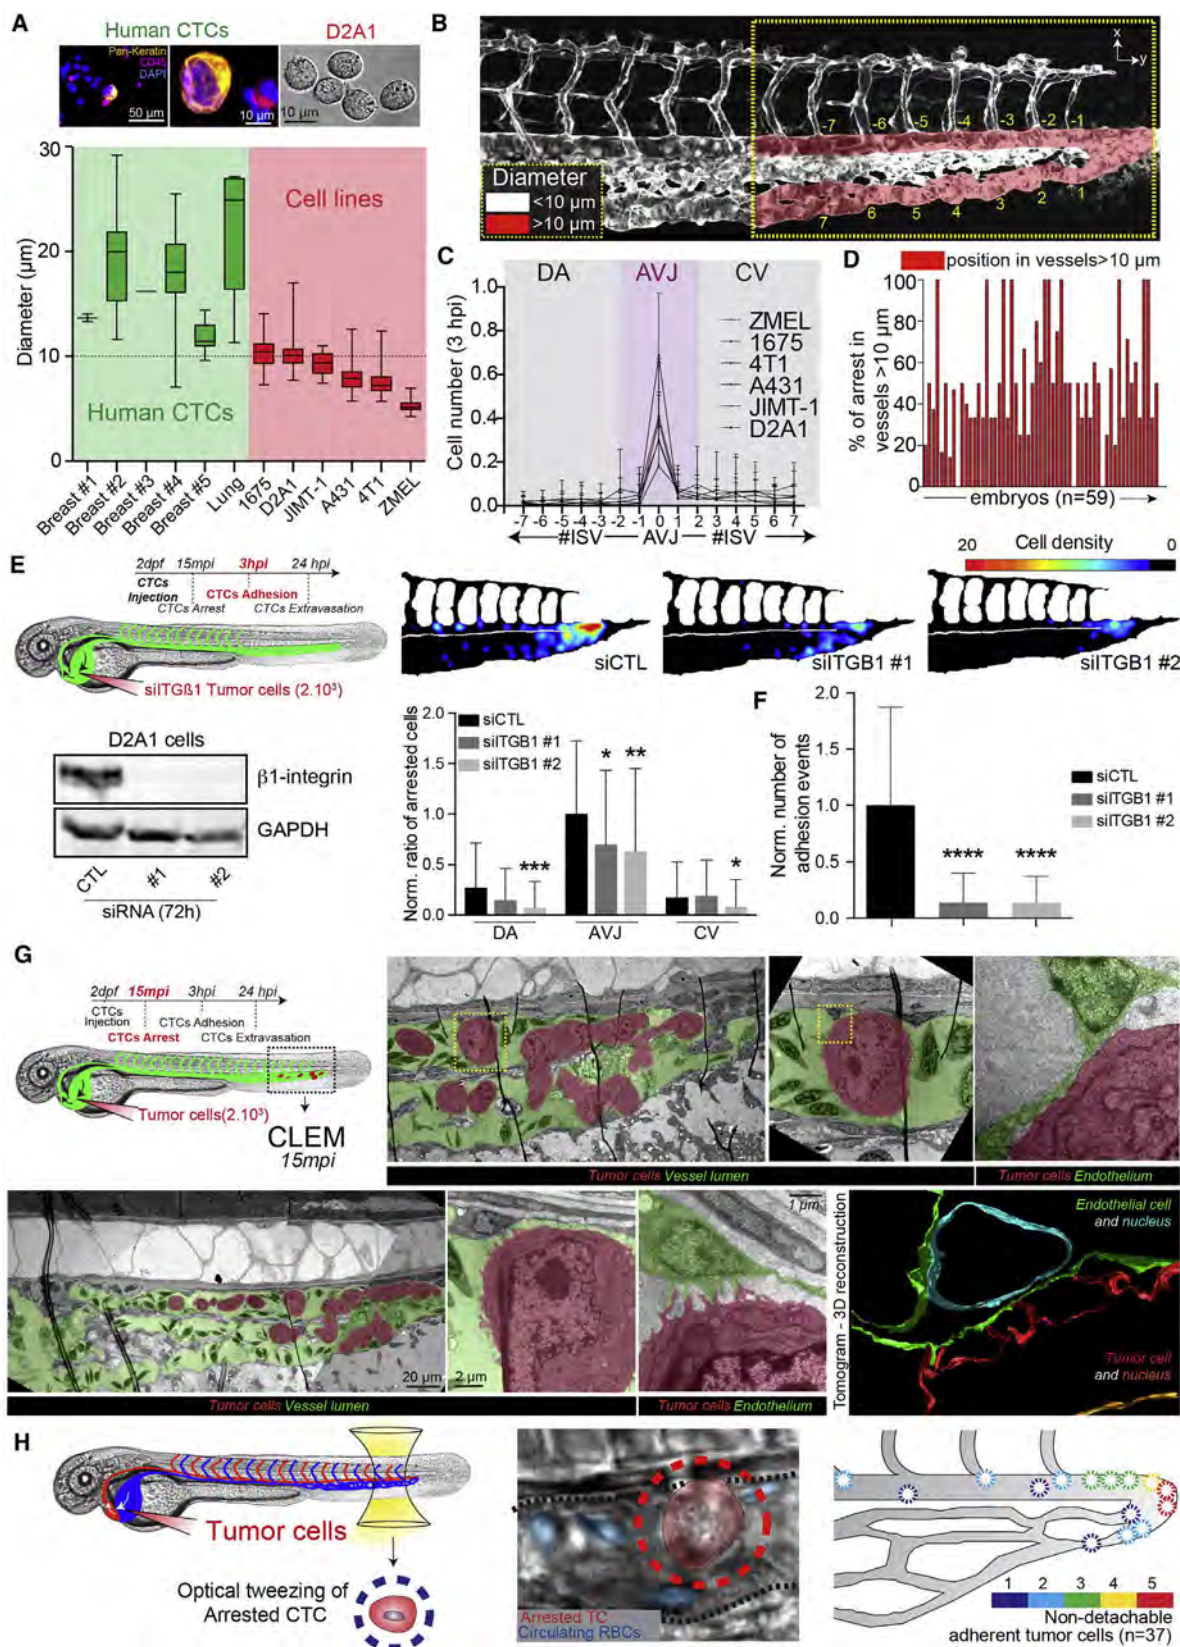 A
Human CTCs
D2A1
Pan-Keratin
CD45
DAPI
50 µm
10 µm
10 µm
30
20
10
0
Diameter (µm)
Cell lines
Human CTCs
Breast #1
Breast #2
Breast #3
Breast #4
Breast #5
Lung
1675
D2A1
JIMT-1
A431
4T1
ZMEL
B
x
y
-7
-6
-5
-4
-3
-2
-1
7
6
5
4
3
2
1
Diameter
<10 µm
>10 µm
C
DA
AVJ
CV
Cell number (3 hpi)
1.0
0.8
0.6
0.4
0.2
0.0
ZMEL
1675
4T1
A431
JIMT-1
D2A1
-7 -6 -5 -4 -3 -2 -1 0 1 2 3 4 5 6 7
#ISV
AVJ
#ISV
D
position in vessels>10 µm
% of arrest in
vessels >10 µm
100
80
60
40
20
0
embryos (n=59)
E
2dpf 15mpi 3hpi 24 hpi
CTCs
Injection
CTCs Adhesion
CTCs Arrest
CTCs Extravasation
siITGß1 Tumor cells (2.10³)
20 Cell density 0
siCTL
siITGB1 #1
siITGB1 #2
D2A1 cells
β1-integrin
GAPDH
CTL
#1
#2
siRNA (72h)
Norm. ratio of arrested cells
2.0
1.5
1.0
0.5
0.0
siCTL
siITGB1 #1
siITGB1 #2
***
*
**
*
DA
AVJ
CV
F
Norm. number of
adhesion events
2.0
1.5
1.0
0.5
0.0
****
****
siCTL
siITGB1 #1
siITGB1 #2
G
2dpf 15mpi 3hpi 24 hpi
CTCs
Injection
CTCs Adhesion
CTCs Arrest
CTCs Extravasation
Tumor cells(2.10³)
CLEM
15mpi
Tumor cells Vessel lumen
Tumor cells Endothelium
20 µm
2 µm
1 µm
Tumor cells Vessel lumen
Tumor cells Endothelium
Tomogram - 3D reconstruction
Endothelial cell
and nucleus
Tumor cell
and nucleus
H
Tumor cells
Optical tweezing of
Arrested CTC
Arrested TC
Circulating RBCs
1 2 3 4 5
Non-detachable
adherent tumor cells (n=37)